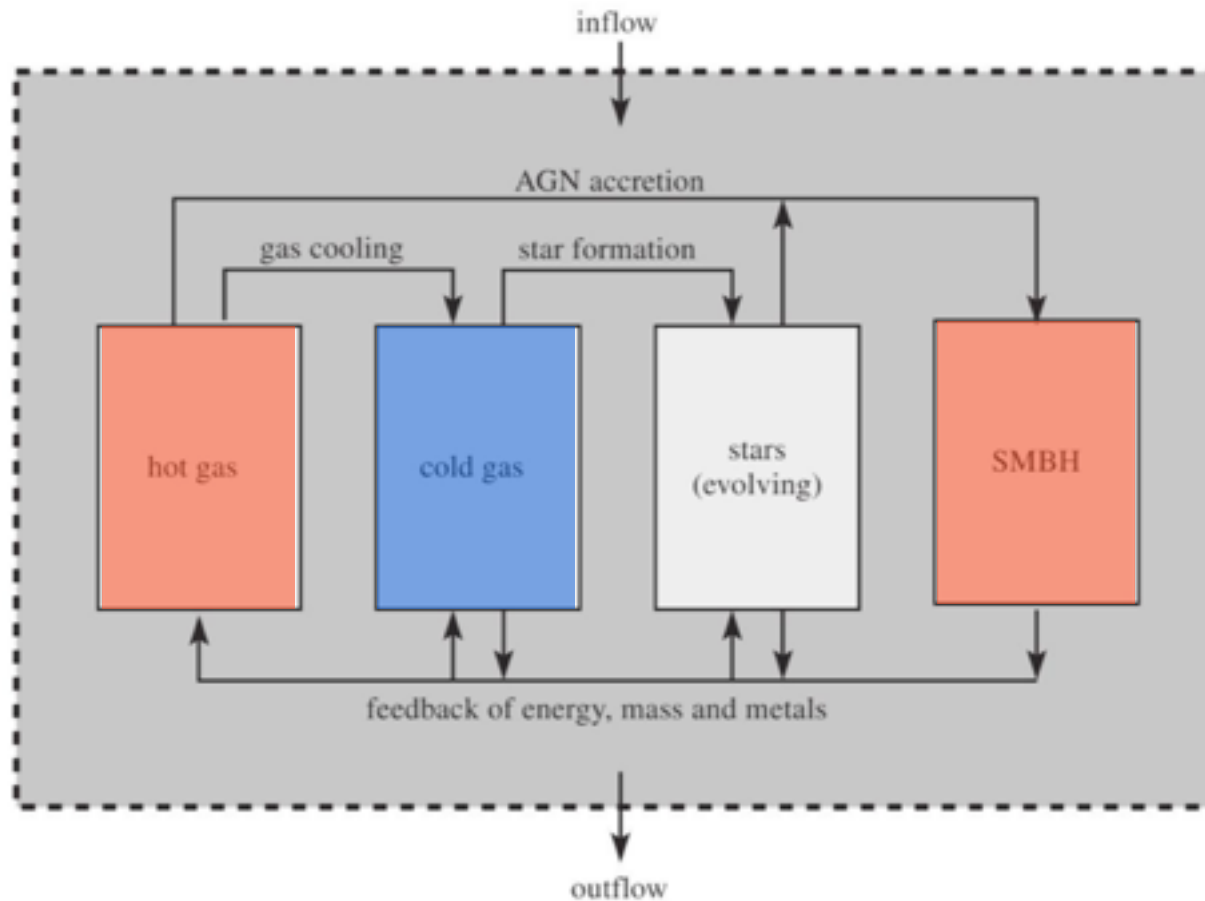 inflow
AGN accretion
gas cooling
star formation
hot gas
cold gas
stars
(evolving)
SMBH
feedback of energy, mass and metals
outflow